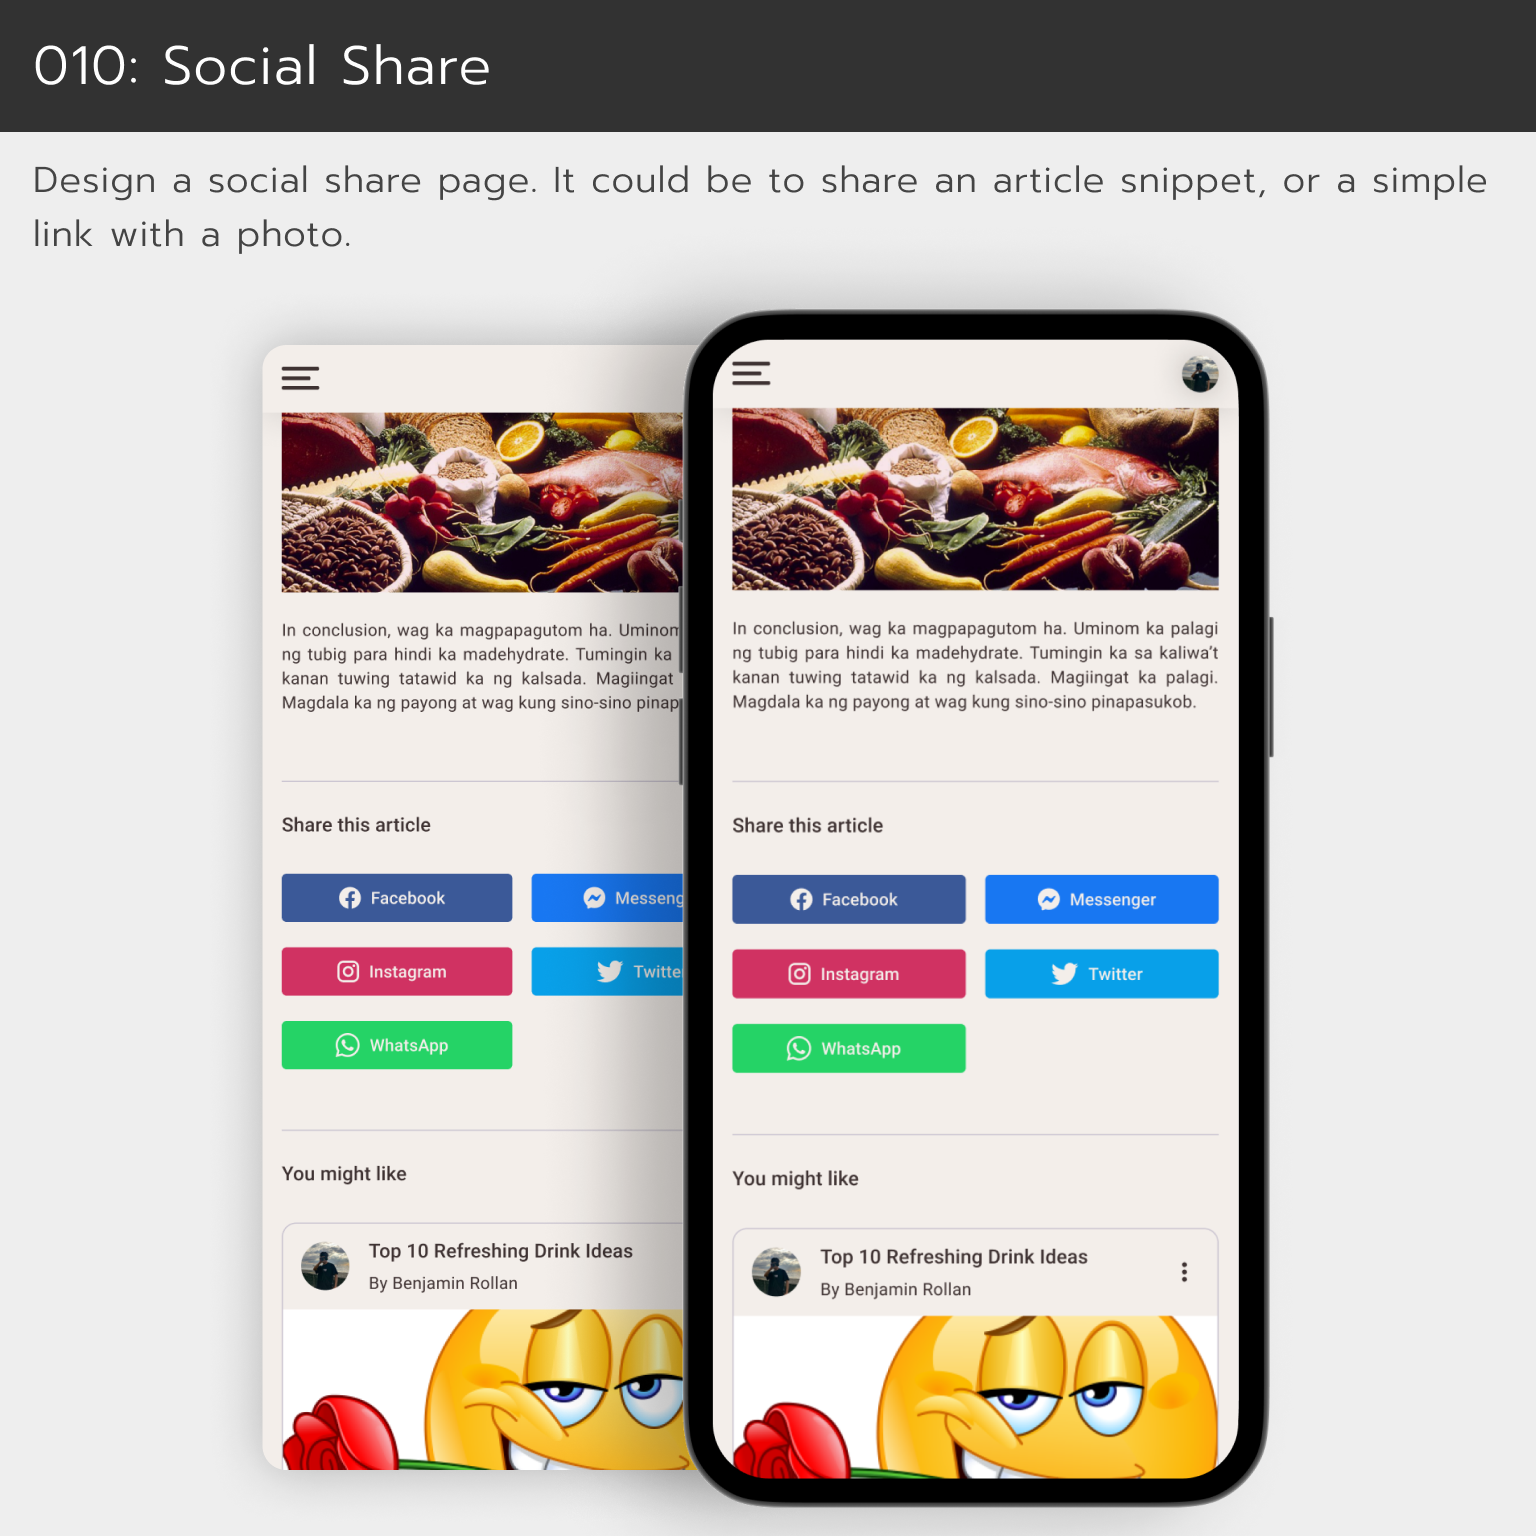 010: Social Share
Design a social share page. It could be to share an article snippet, or a simple
link with a photo.
In conclusion, wag ka magpapagutom ha. Uminom
ng tubig para hindi ka madehydrate. Tumingin ka
kanan tuwing tatawid ka ng kalsada. Magiingat
Magdala ka ng payong at wag kung sino-sino pinap
Share this article
Facebook
Messeng
Instagram
Twitte
WhatsApp
You might like
Top 10 Refreshing Drink Ideas
By Benjamin Rollan
In conclusion, wag ka magpapagutom ha. Uminom ka palagi
ng tubig para hindi ka madehydrate. Tumingin ka sa kaliwa’t
kanan tuwing tatawid ka ng kalsada. Magiingat ka palagi.
Magdala ka ng payong at wag kung sino-sino pinapasukob.
Share this article
Facebook
Messenger
Instagram
Twitter
WhatsApp
You might like
Top 10 Refreshing Drink Ideas
By Benjamin Rollan